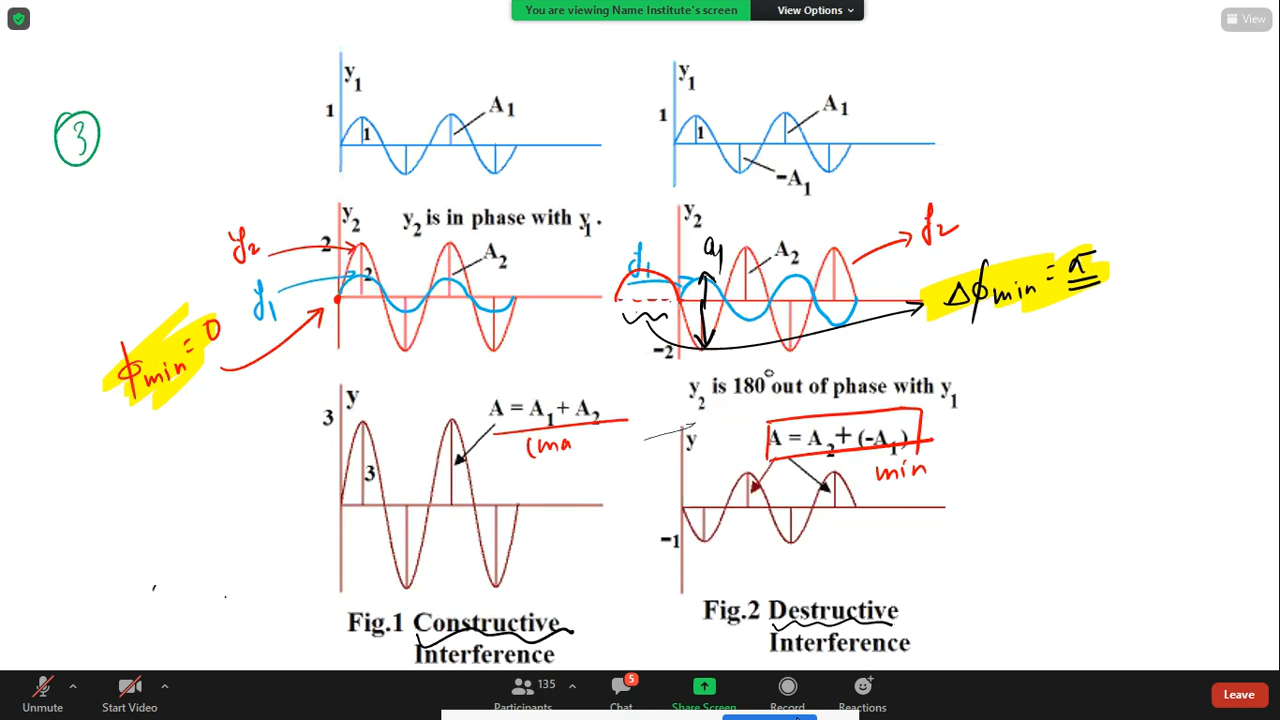 You are viewing Name Institute's screen
View Options
View
3
y1
1
1
A1
y1
1
1
A1
-A1
y2
y2 is in phase with y1.
2
2
A2
y2
y1
ϕmin = 0
y2
y1
a1
A2
y2
-2
Δϕmin = π
y2 is 180° out of phase with y1
y
3
3
A = A1 + A2
(ma
y
A = A2 + (-A1)
min
-1
Fig.1 Constructive
Interference
Fig.2 Destructive
Interference
Unmute
Start Video
135
Participants
5
Chat
Share Screen
Record
Reactions
Leave